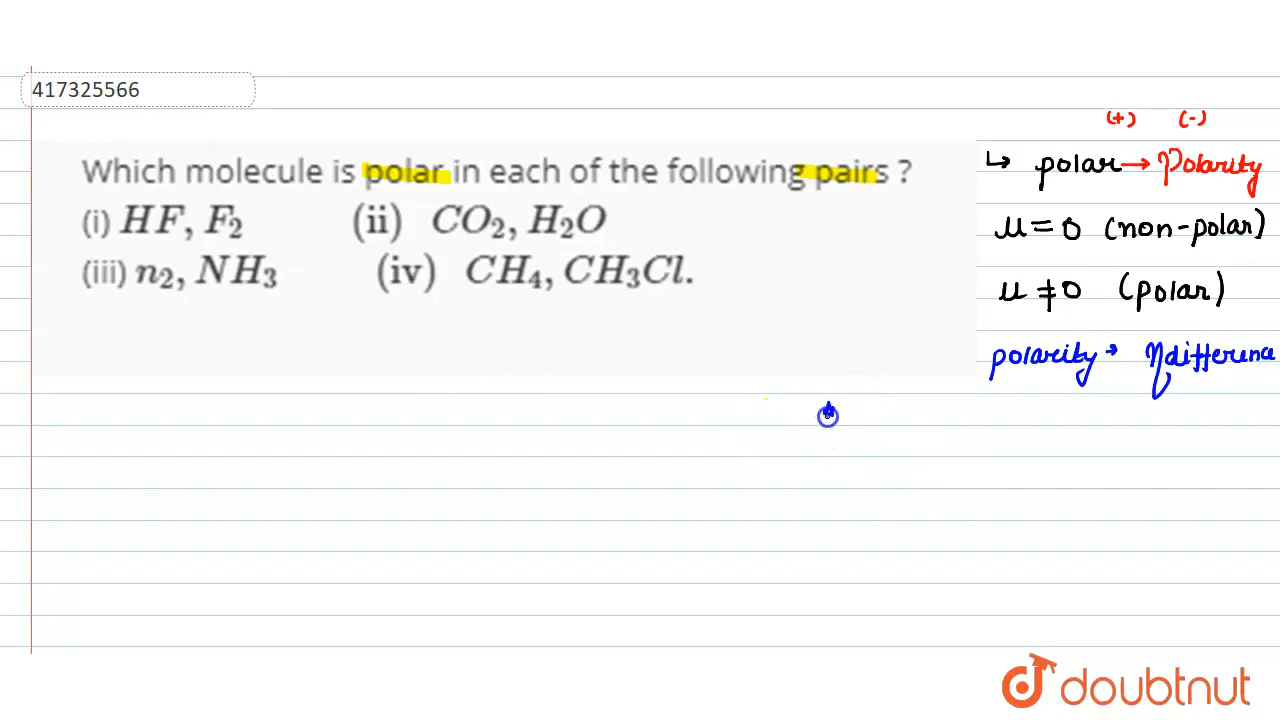 417325566
Which molecule is polar in each of the following pairs ?
(i) HF, F₂ (ii) CO₂, H₂O
(iii) n₂, NH₃ (iv) CH₄, CH₃Cl.
(+) (-)
↳ polar → Polarity
μ = 0 (non-polar)
μ ≠ 0 (polar)
polarity → η difference
doubtnut